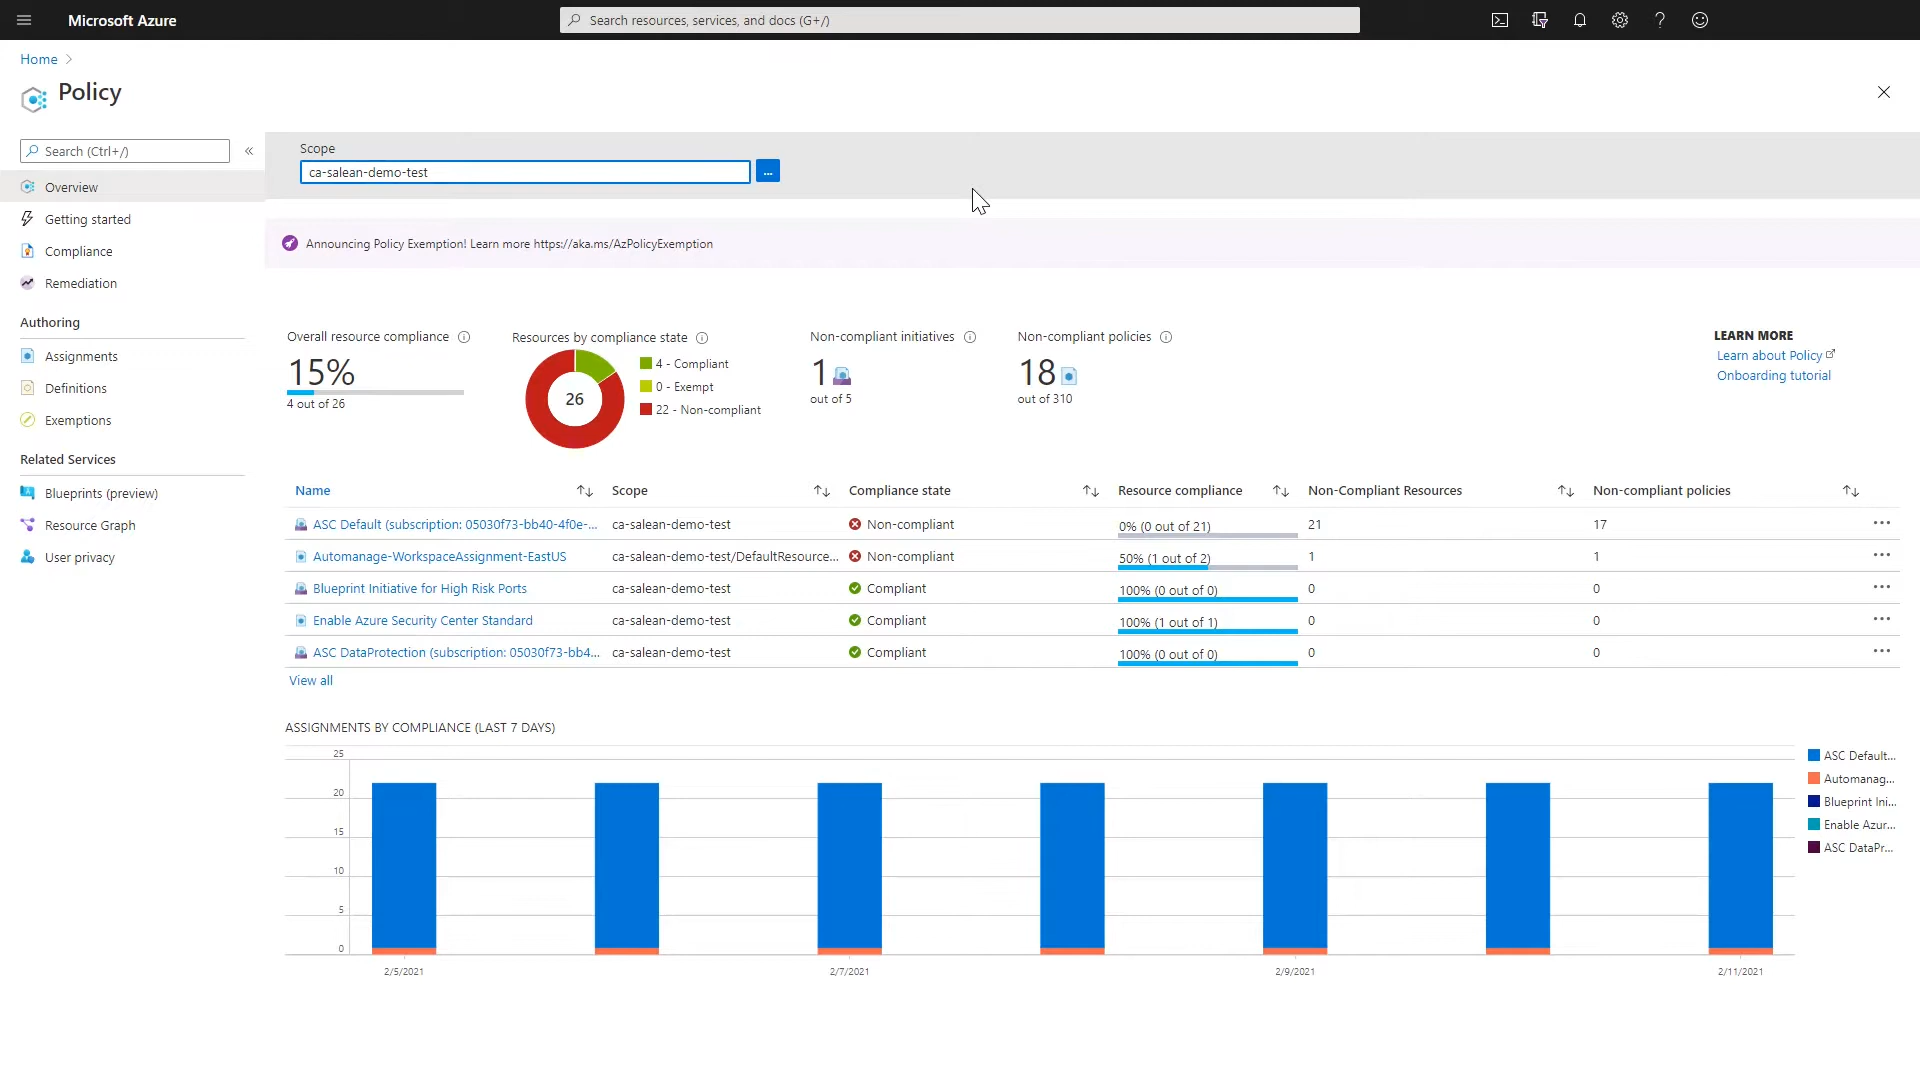 Microsoft Azure
Search resources, services, and docs (G+/)
Home
Policy
Search (Ctrl+/)
Overview
Getting started
Compliance
Remediation
Authoring
Assignments
Definitions
Exemptions
Related Services
Blueprints (preview)
Resource Graph
User privacy
Scope
ca-salean-demo-test
...
Announcing Policy Exemption! Learn more https://aka.ms/AzPolicyExemption
Overall resource compliance
15%
4 out of 26
Resources by compliance state
26
4 - Compliant
0 - Exempt
22 - Non-compliant
Non-compliant initiatives
1
out of 5
Non-compliant policies
18
out of 310
LEARN MORE
Learn about Policy
Onboarding tutorial
Name Scope Compliance state Resource compliance Non-Compliant Resources Non-compliant policies
ASC Default (subscription: 05030f73-bb40-4f0e-... ca-salean-demo-test Non-compliant 0% (0 out of 21) 21 17
Automanage-WorkspaceAssignment-EastUS ca-salean-demo-test/DefaultResource... Non-compliant 50% (1 out of 2) 1 1
Blueprint Initiative for High Risk Ports ca-salean-demo-test Compliant 100% (0 out of 0) 0 0
Enable Azure Security Center Standard ca-salean-demo-test Compliant 100% (1 out of 1) 0 0
ASC DataProtection (subscription: 05030f73-bb4... ca-salean-demo-test Compliant 100% (0 out of 0) 0 0
View all
ASSIGNMENTS BY COMPLIANCE (LAST 7 DAYS)
25
20
15
10
5
0
2/5/2021 2/7/2021 2/9/2021 2/11/2021
ASC Default...
Automanag...
Blueprint Ini...
Enable Azur...
ASC DataPr...